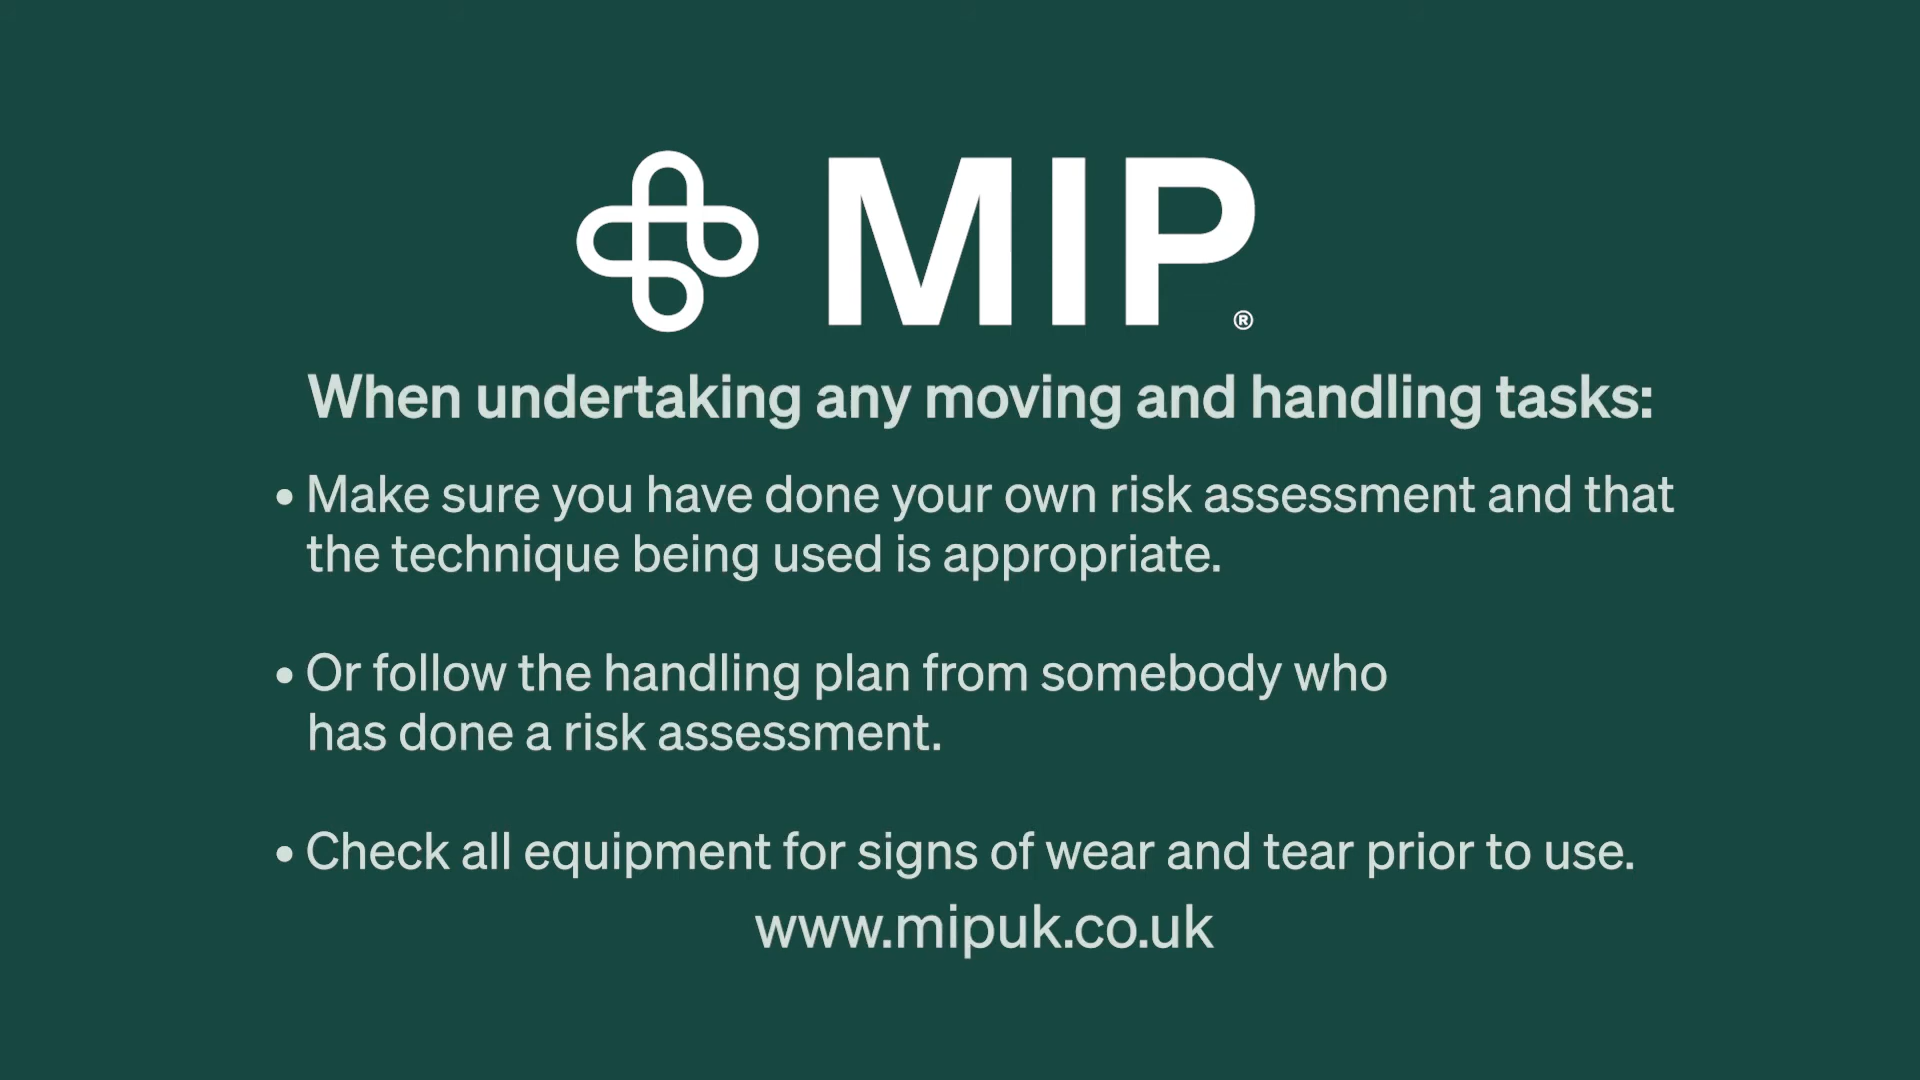 MIP®
When undertaking any moving and handling tasks:
• Make sure you have done your own risk assessment and that
the technique being used is appropriate.
• Or follow the handling plan from somebody who
has done a risk assessment.
• Check all equipment for signs of wear and tear prior to use.
www.mipuk.co.uk